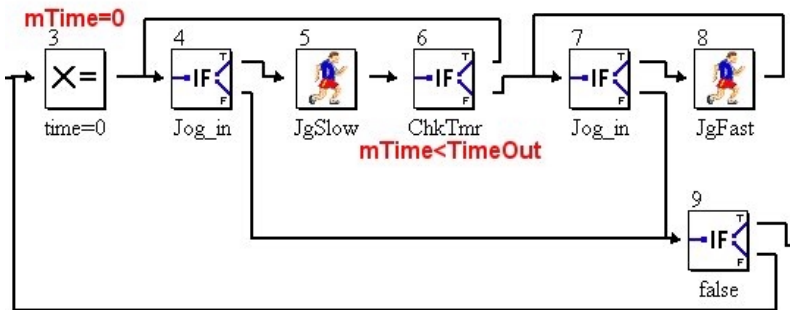 mTime=0
3
4
5
6
7
8
X=
IF
T
F
IF
T
F
IF
T
F
time=0
Jog_in
JgSlow
ChkTmr
Jog_in
JgFast
mTime<TimeOut
9
IF
T
F
false